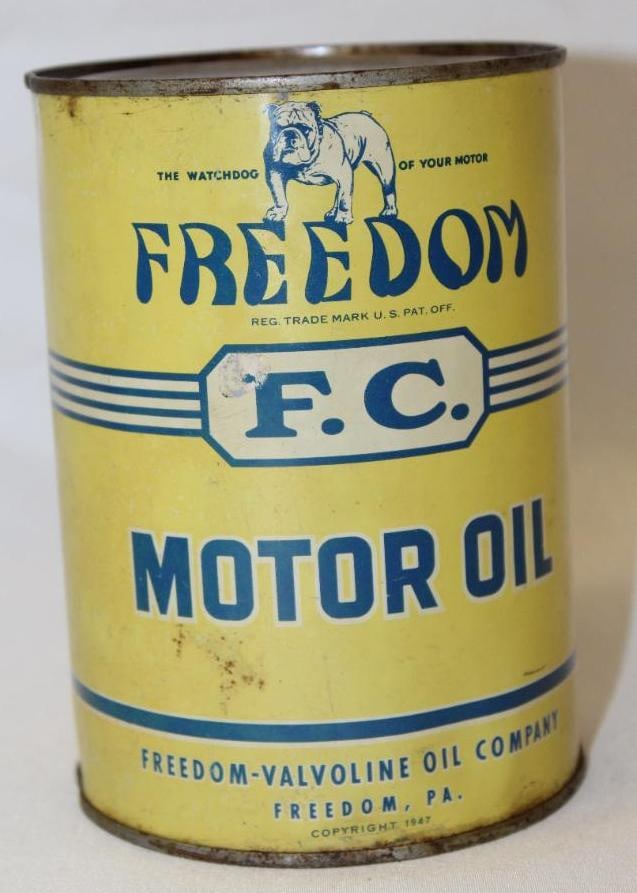 THE WATCHDOG OF YOUR MOTOR
FREEDOM
REG. TRADE MARK U. S. PAT. OFF.
F. C.
MOTOR OIL
FREEDOM-VALVOLINE OIL COMPANY
FREEDOM, PA.
COPYRIGHT 1947